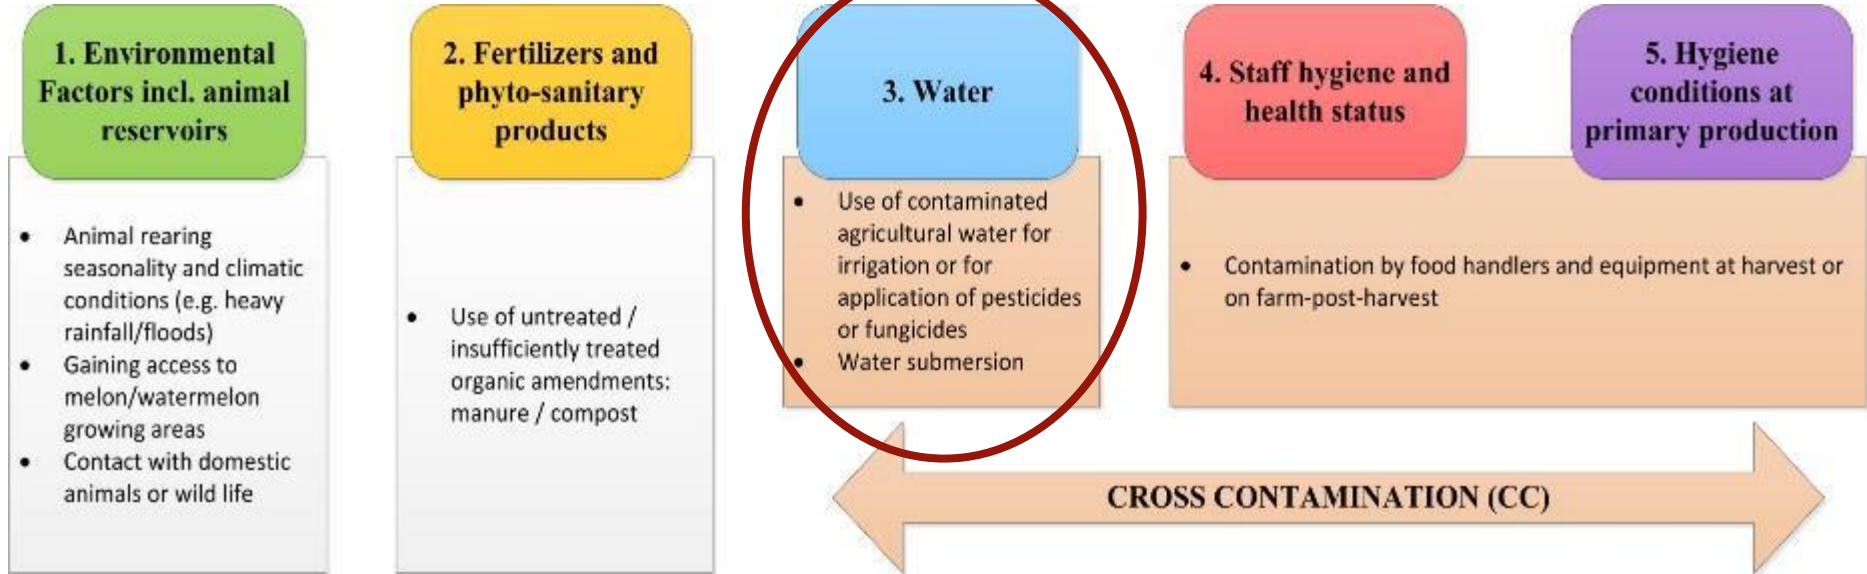 1. Environmental
Factors incl. animal
reservoirs
• Animal rearing
seasonality and climatic
conditions (e.g. heavy
rainfall/floods)
• Gaining access to
melon/watermelon
growing areas
• Contact with domestic
animals or wild life
2. Fertilizers and
phyto-sanitary
products
• Use of untreated /
insufficiently treated
organic amendments:
manure / compost
3. Water
• Use of contaminated
agricultural water for
irrigation or for
application of pesticides
or fungicides
• Water submersion
4. Staff hygiene and
health status
5. Hygiene
conditions at
primary production
• Contamination by food handlers and equipment at harvest or
on farm-post-harvest
CROSS CONTAMINATION (CC)